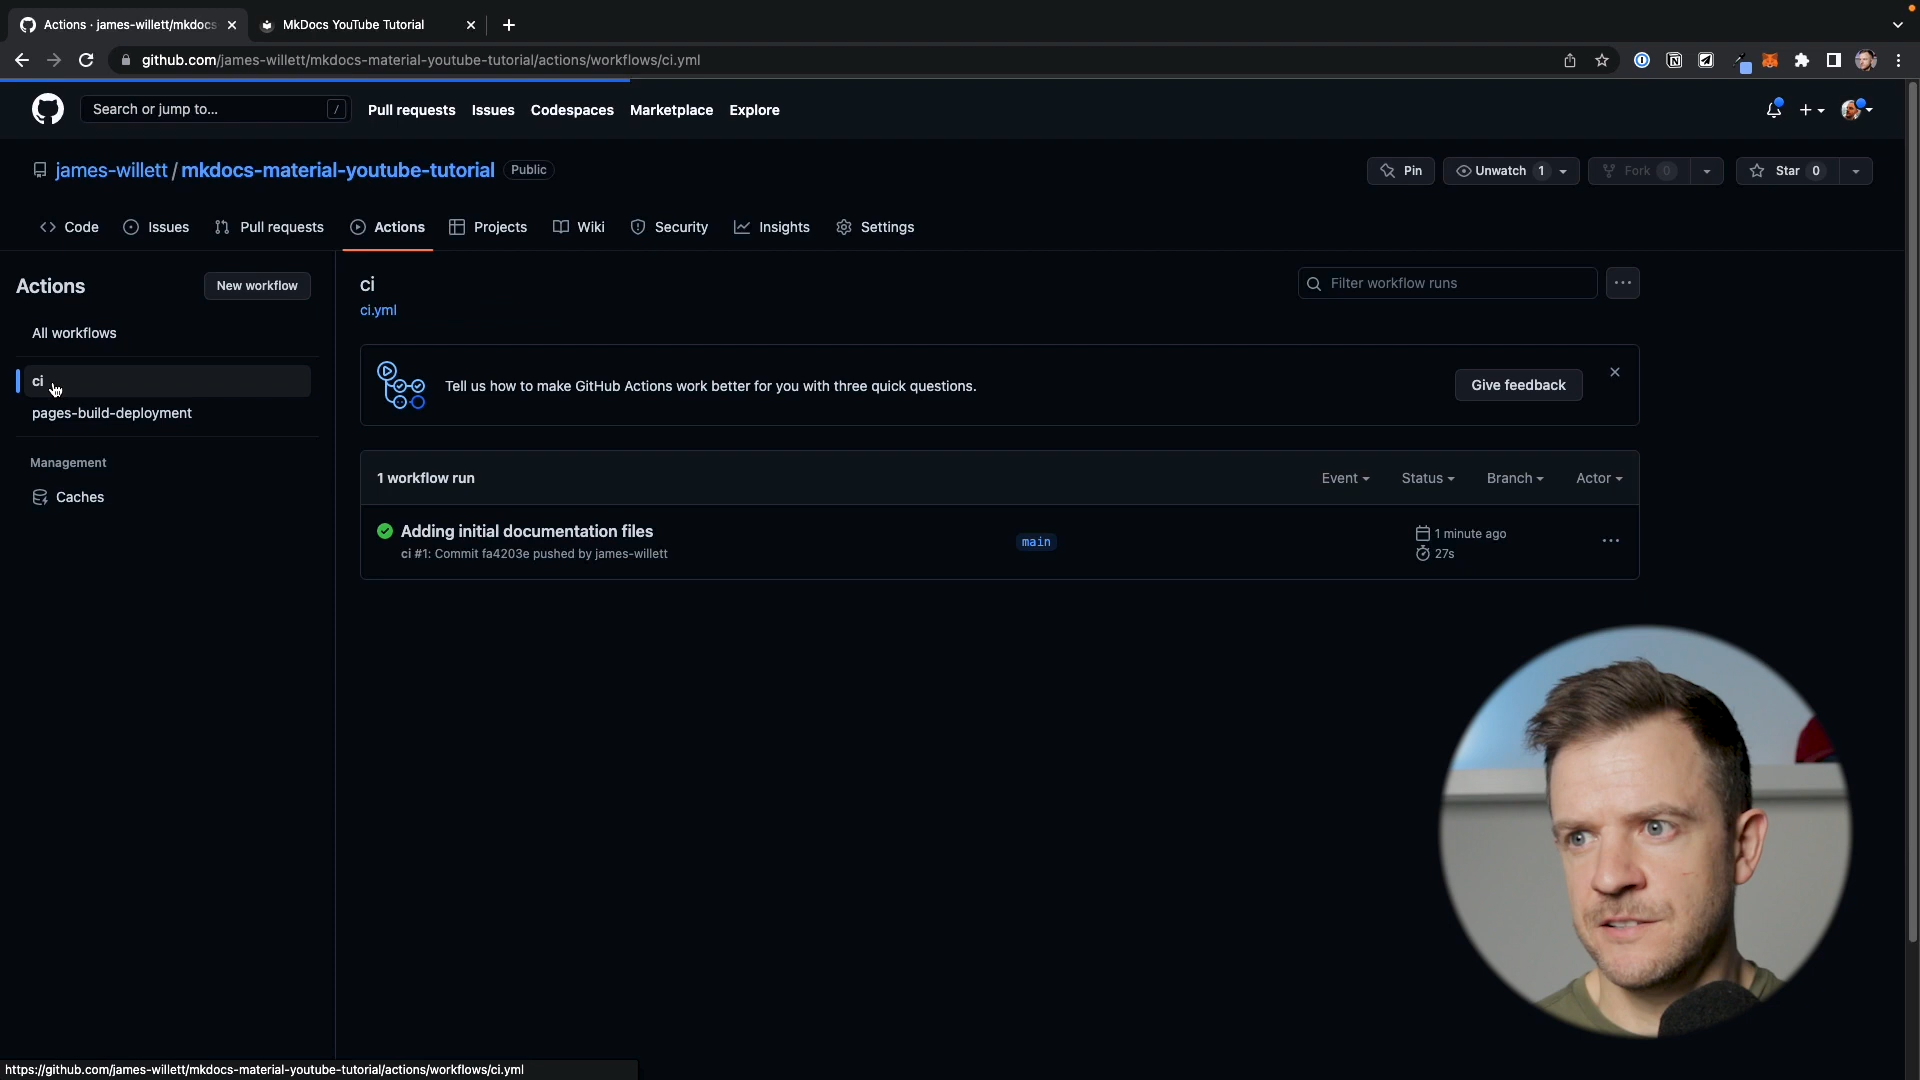 Actions · james-willett/mkdocs
MkDocs YouTube Tutorial
github.com/james-willett/mkdocs-material-youtube-tutorial/actions/workflows/ci.yml
Search or jump to...
/
Pull requests
Issues
Codespaces
Marketplace
Explore
james-willett / mkdocs-material-youtube-tutorial
Public
Pin
Unwatch 1
Fork 0
Star 0
Code
Issues
Pull requests
Actions
Projects
Wiki
Security
Insights
Settings
Actions
New workflow
All workflows
ci
pages-build-deployment
Management
Caches
ci
ci.yml
Filter workflow runs
Tell us how to make GitHub Actions work better for you with three quick questions.
Give feedback
1 workflow run
Event
Status
Branch
Actor
Adding initial documentation files
ci #1: Commit fa4203e pushed by james-willett
main
1 minute ago
27s
https://github.com/james-willett/mkdocs-material-youtube-tutorial/actions/workflows/ci.yml